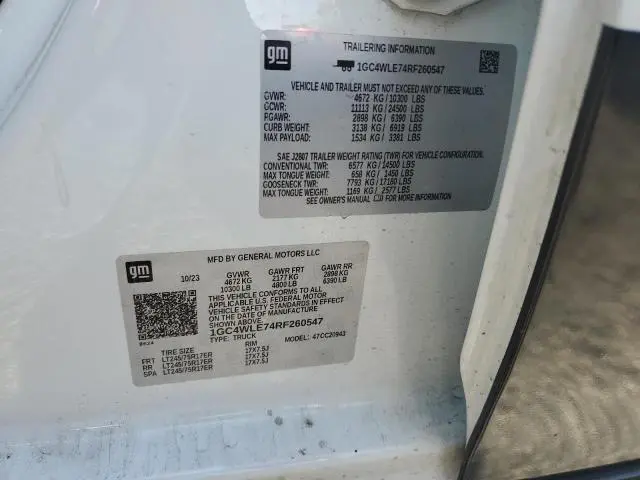 gm
TRAILERING INFORMATION
1GC4WLE74RF260547
VEHICLE AND TRAILER MUST NOT EXCEED ANY OF THESE VALUES.
GVWR: 4672 KG/10300 LBS
GCWR: 11113 KG/24500 LBS
RGAWR: 2898 KG/ 6390 LBS
CURB WEIGHT: 3138 KG/ 6919 LBS
MAX PAYLOAD: 1534 KG/ 3381 LBS
SAE J2807 TRAILER WEIGHT RATING (TWR) FOR VEHICLE CONFIGURATION.
CONVENTIONAL TWR: 6577 KG/14500 LBS
MAX TONGUE WEIGHT: 658 KG/ 1450 LBS
GOOSENECK TWR: 7793 KG/17180 LBS
MAX TONGUE WEIGHT: 1169 KG/ 2577 LBS
SEE OWNER'S MANUAL FOR MORE INFORMATION.
gm
MFD BY GENERAL MOTORS LLC
10/23 GVWR GAWR FRT GAWR RR
4672 KG 2177 KG 2898 KG
10300 LB 4800 LB 6390 LB
THIS VEHICLE CONFORMS TO ALL
APPLICABLE U.S. FEDERAL MOTOR
VEHICLE SAFETY STANDARDS IN EFFECT
ON THE DATE OF MANUFACTURE
SHOWN ABOVE.
1GC4WLE74RF260547
TYPE: TRUCK MODEL: 47CC20943
TIRE SIZE RIM
FRT LT245/75R17ER 17X7.5J
RR LT245/75R17ER 17X7.5J
SPA LT245/75R17ER 17X7.5J